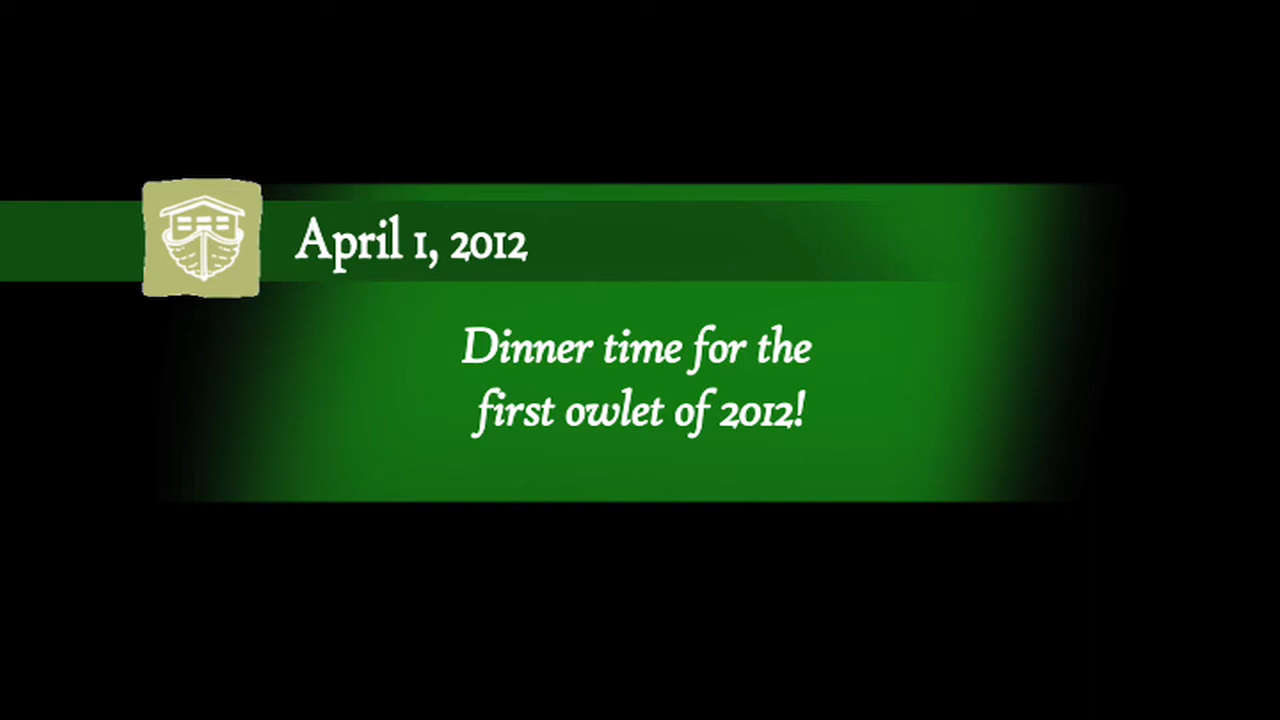 April 1, 2012
Dinner time for the
first owlet of 2012!